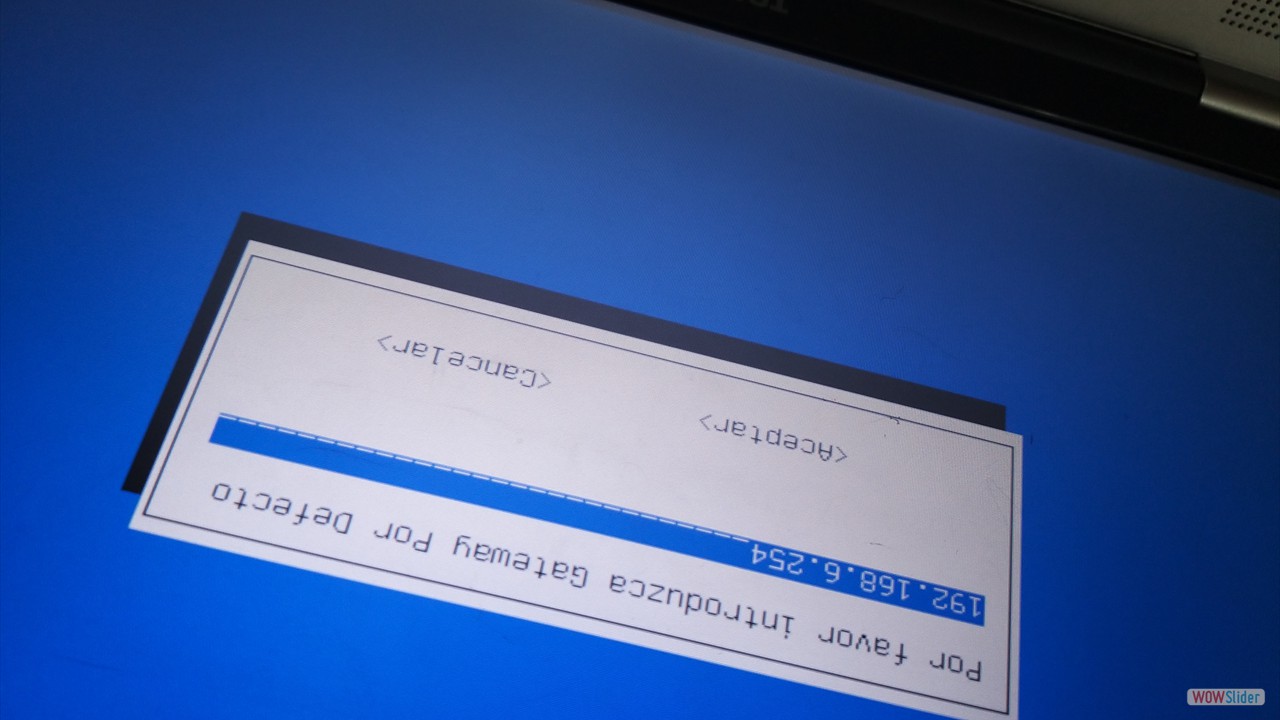 Por favor introduzca Gateway Por Defecto
192.168.6.254
<Aceptar> <Cancelar>
WOWSlider